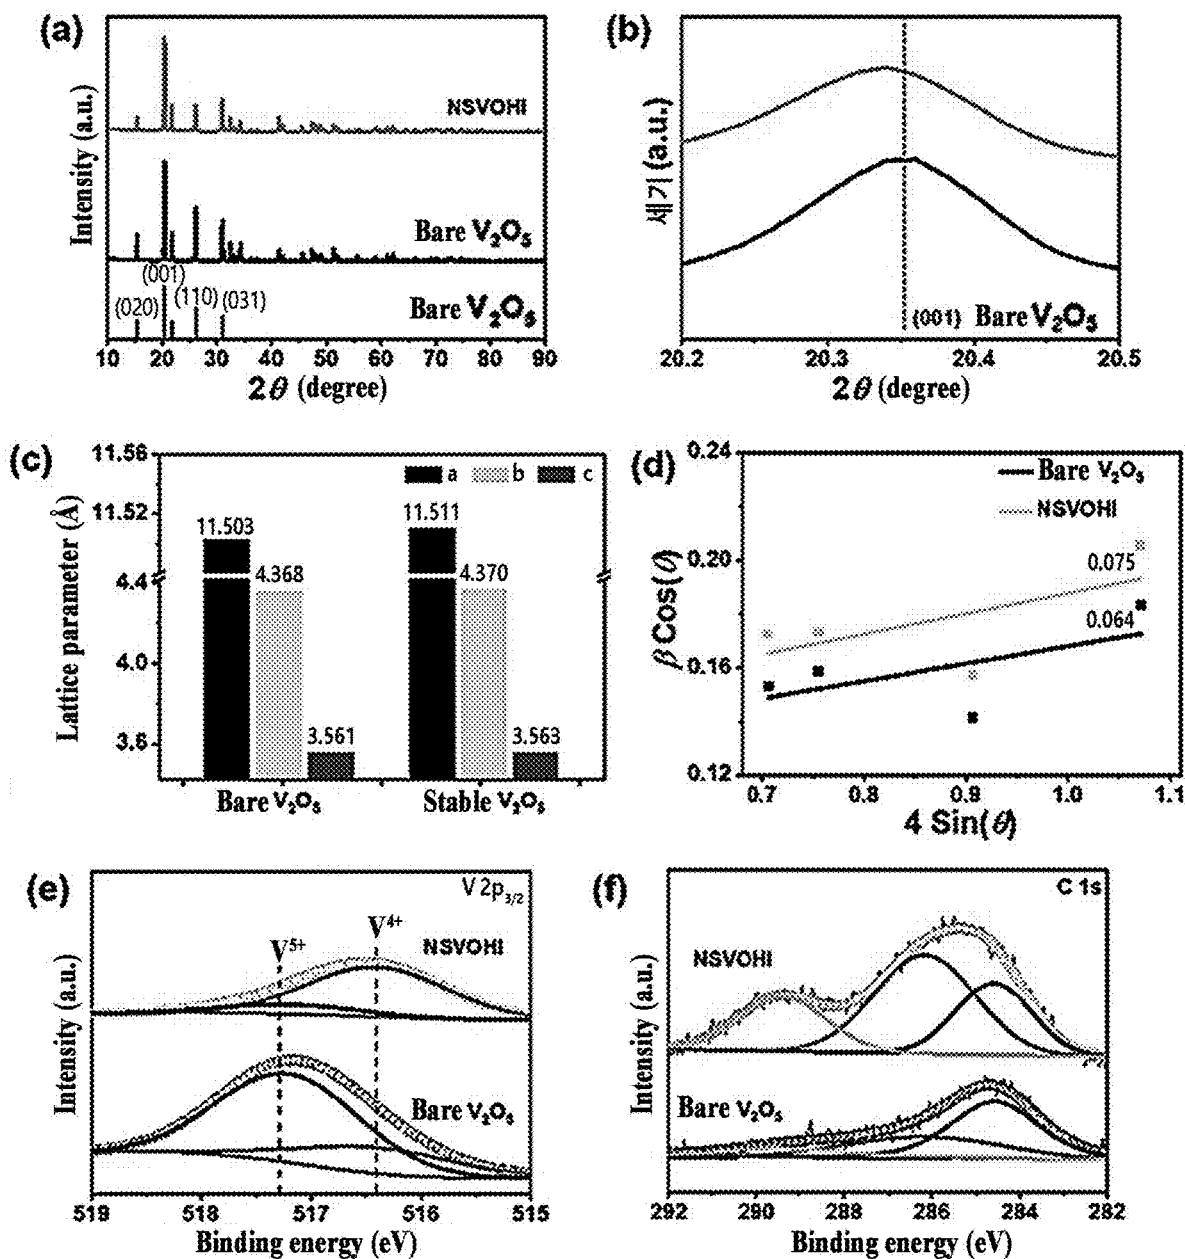 (a)
Intensity (a.u.)
NSVOHI
Bare V₂O₅
(001)
(020)
(110)
(031)
Bare V₂O₅
10 20 30 40 50 60 70 80 90
2θ (degree)
(b)
세기 (a.u.)
(001) Bare V₂O₅
20.2 20.3 20.4 20.5
2θ (degree)
(c)
Lattice parameter (Å)
11.56
11.52
4.4
4.0
3.6
a b c
11.503
4.368
3.561
11.511
4.370
3.563
Bare V₂O₅
Stable V₂O₅
(d)
β Cos(θ)
0.24
0.20
0.16
0.12
Bare V₂O₅
NSVOHI
0.075
0.064
0.7 0.8 0.9 1.0 1.1
4 Sin(θ)
(e)
Intensity (a.u.)
V 2p₃/₂
V⁵⁺
V⁴⁺
NSVOHI
Bare V₂O₅
519 518 517 516 515
Binding energy (eV)
(f)
Intensity (a.u.)
C 1s
NSVOHI
Bare V₂O₅
292 290 288 286 284 282
Binding energy (eV)